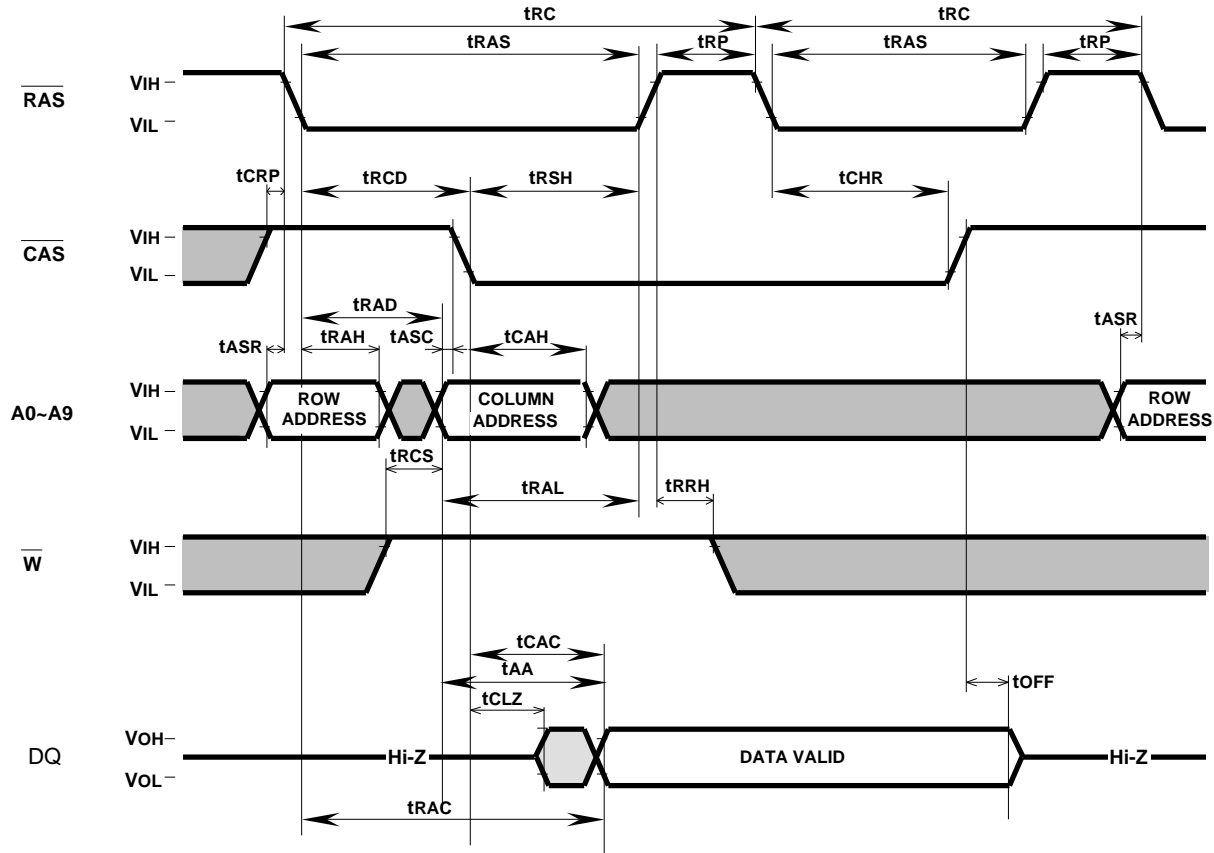 tRC tRC
tRAS tRP tRAS tRP
RAS
VIH
VIL
tCRP tRCD tRSH tCHR
CAS
VIH
VIL
tRAD
tASR tRAH tASC tCAH tASR
A0~A9
VIH
VIL
ROW
ADDRESS
COLUMN
ADDRESS
ROW
ADDRESS
tRCS
tRAL
tRRH
W
VIH
VIL
tCAC
tAA
tCLZ
tOFF
DQ
VOH
VOL
Hi-Z
DATA VALID
Hi-Z
tRAC